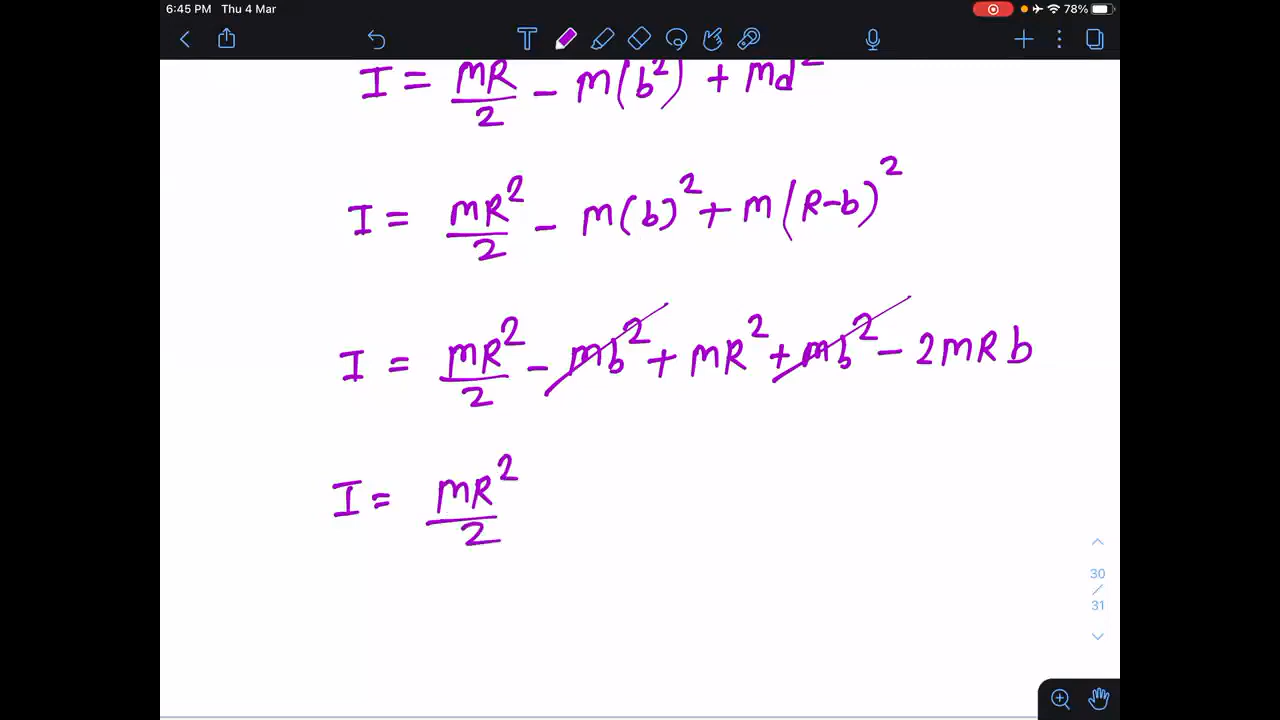 6:45 PM Thu 4 Mar 78%
T
I = mR/2 - m(b²) + md²
I = mR²/2 - m(b)² + m(R-b)²
I = mR²/2 - mb² + mR² + mb² - 2mRb
I = mR²/2
30
/
31